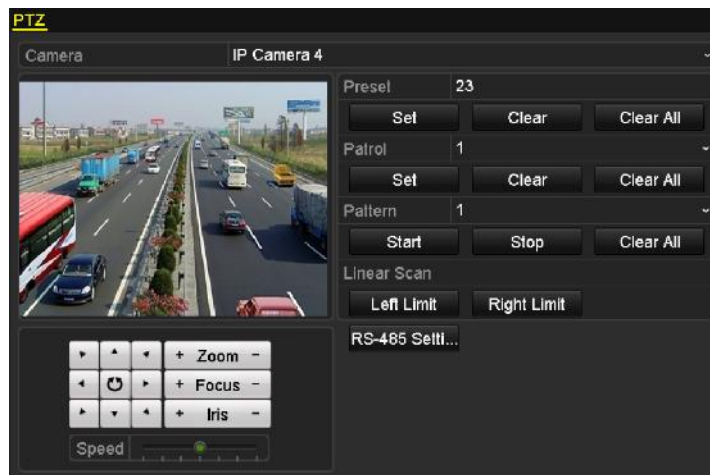 PTZ
Camera IP Camera 4
Preset 23
Set Clear Clear All
Patrol 1
Set Clear Clear All
Pattern 1
Start Stop Clear All
Linear Scan
Left Limit Right Limit
RS-485 Setti...
+ Zoom -
+ Focus -
+ Iris -
Speed